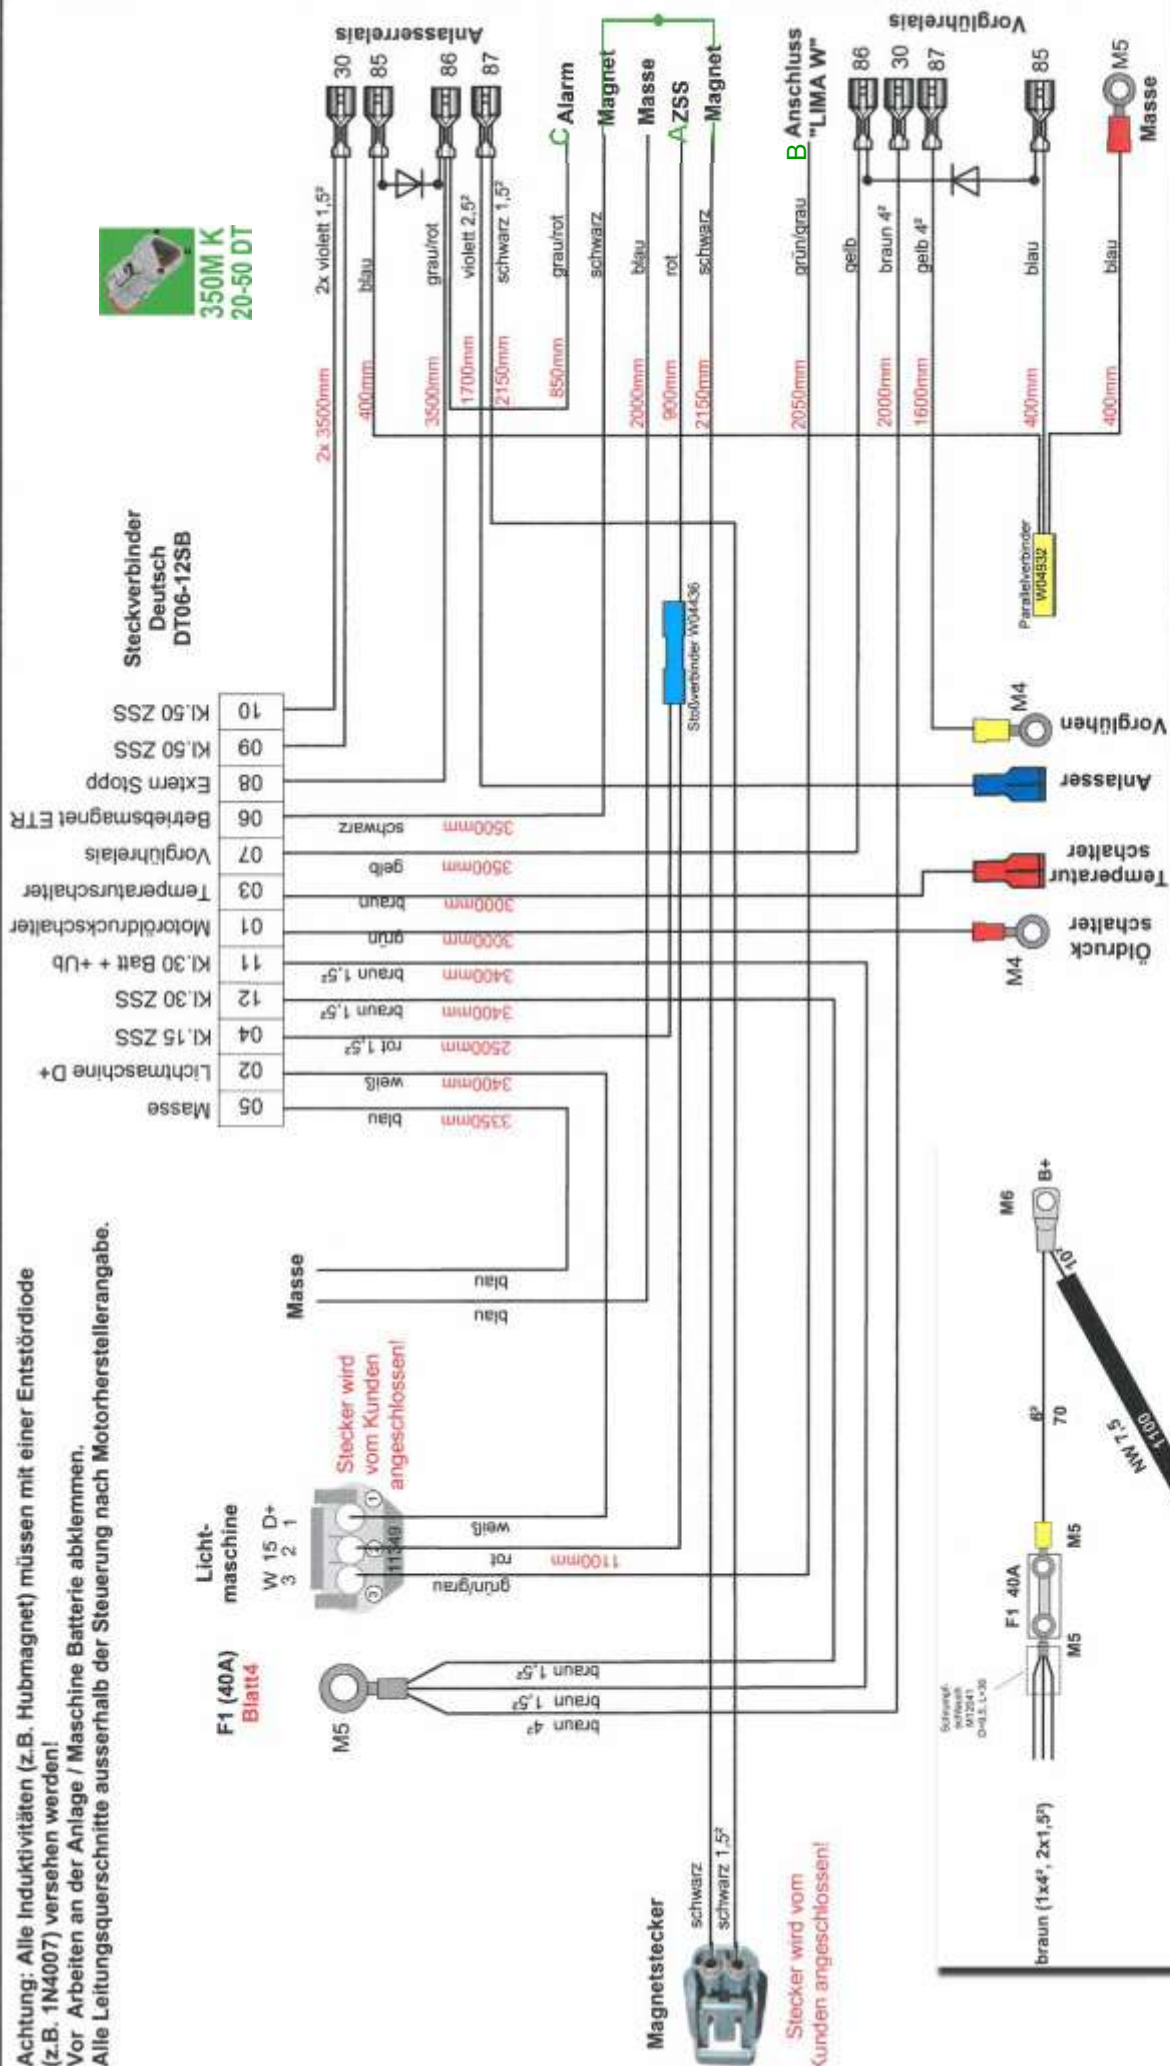 Achtung: Alle Induktivitäten (z.B. Hubmagnet) müssen mit einer Entstördiode
(z.B. 1N4007) versehen werden!
Vor Arbeiten an der Anlage / Maschine Batterie abklemmen.
Alle Leitungsquerschnitte ausserhalb der Steuerung nach Motorherstellerangabe.
350M K
20-50 DT
Steckverbinder
Deutsch
DT06-12SB
10 Kl.50 ZSS
09 Kl.50 ZSS
08 Extern Stopp
06 Betriebsmagnet ETR
07 Vorglührelais
03 Temperaturschalter
01 Motoröldruckschalter
11 Kl.30 Batt + +Ub
12 Kl.30 ZSS
04 Kl.15 ZSS
02 Lichtmaschine D+
05 Masse
schwarz 3500mm
gelb 3500mm
braun 3000mm
grün 3000mm
braun 1,5² 3400mm
braun 1,5² 3400mm
rot 1,5² 2500mm
weiß 3400mm
blau 3350mm
Anlasserrelais
30
85
86
87
2x violett 1,5²
2x 3500mm
blau
400mm
grau/rot
3500mm
violett 2,5²
1700mm
schwarz 1,5²
2150mm
C Alarm
grau/rot
850mm
Magnet
schwarz
Masse
blau
2000mm
A ZSS
rot
900mm
Magnet
schwarz
2150mm
B Anschluss
"LIMA W"
grün/grau
2050mm
Vorglührelais
86
30
87
85
gelb
braun 4²
2000mm
gelb 4²
1600mm
blau
400mm
M5
Masse
blau
400mm
Stoßverbinder W04436
Parallelverbinder
W04932
M4
Vorglühen
Anlasser
Temperatur
schalter
M4
Öldruck
schalter
Masse
blau
blau
Licht-
maschine
W 15 D+
3 2 1
11349
Stecker wird
vom Kunden
angeschlossen!
weiß
rot 1100mm
grün/grau
F1 (40A)
Blatt4
M5
braun 1,5²
braun 1,5²
braun 4²
Magnetstecker
schwarz
schwarz 1,5²
Stecker wird vom
Kunden angeschlossen!
braun (1x4², 2x1,5²)
M12041
M5
F1 40A
M5
6²
70
M6
B+
10²
NW 7,5
1100